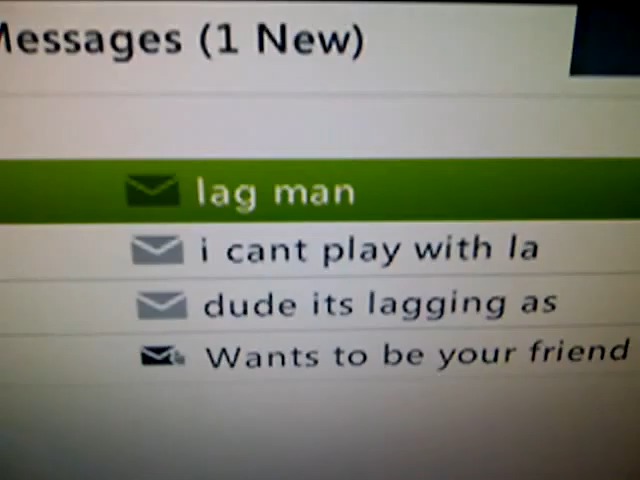 Messages (1 New)
lag man
i cant play with la
dude its lagging as
Wants to be your friend